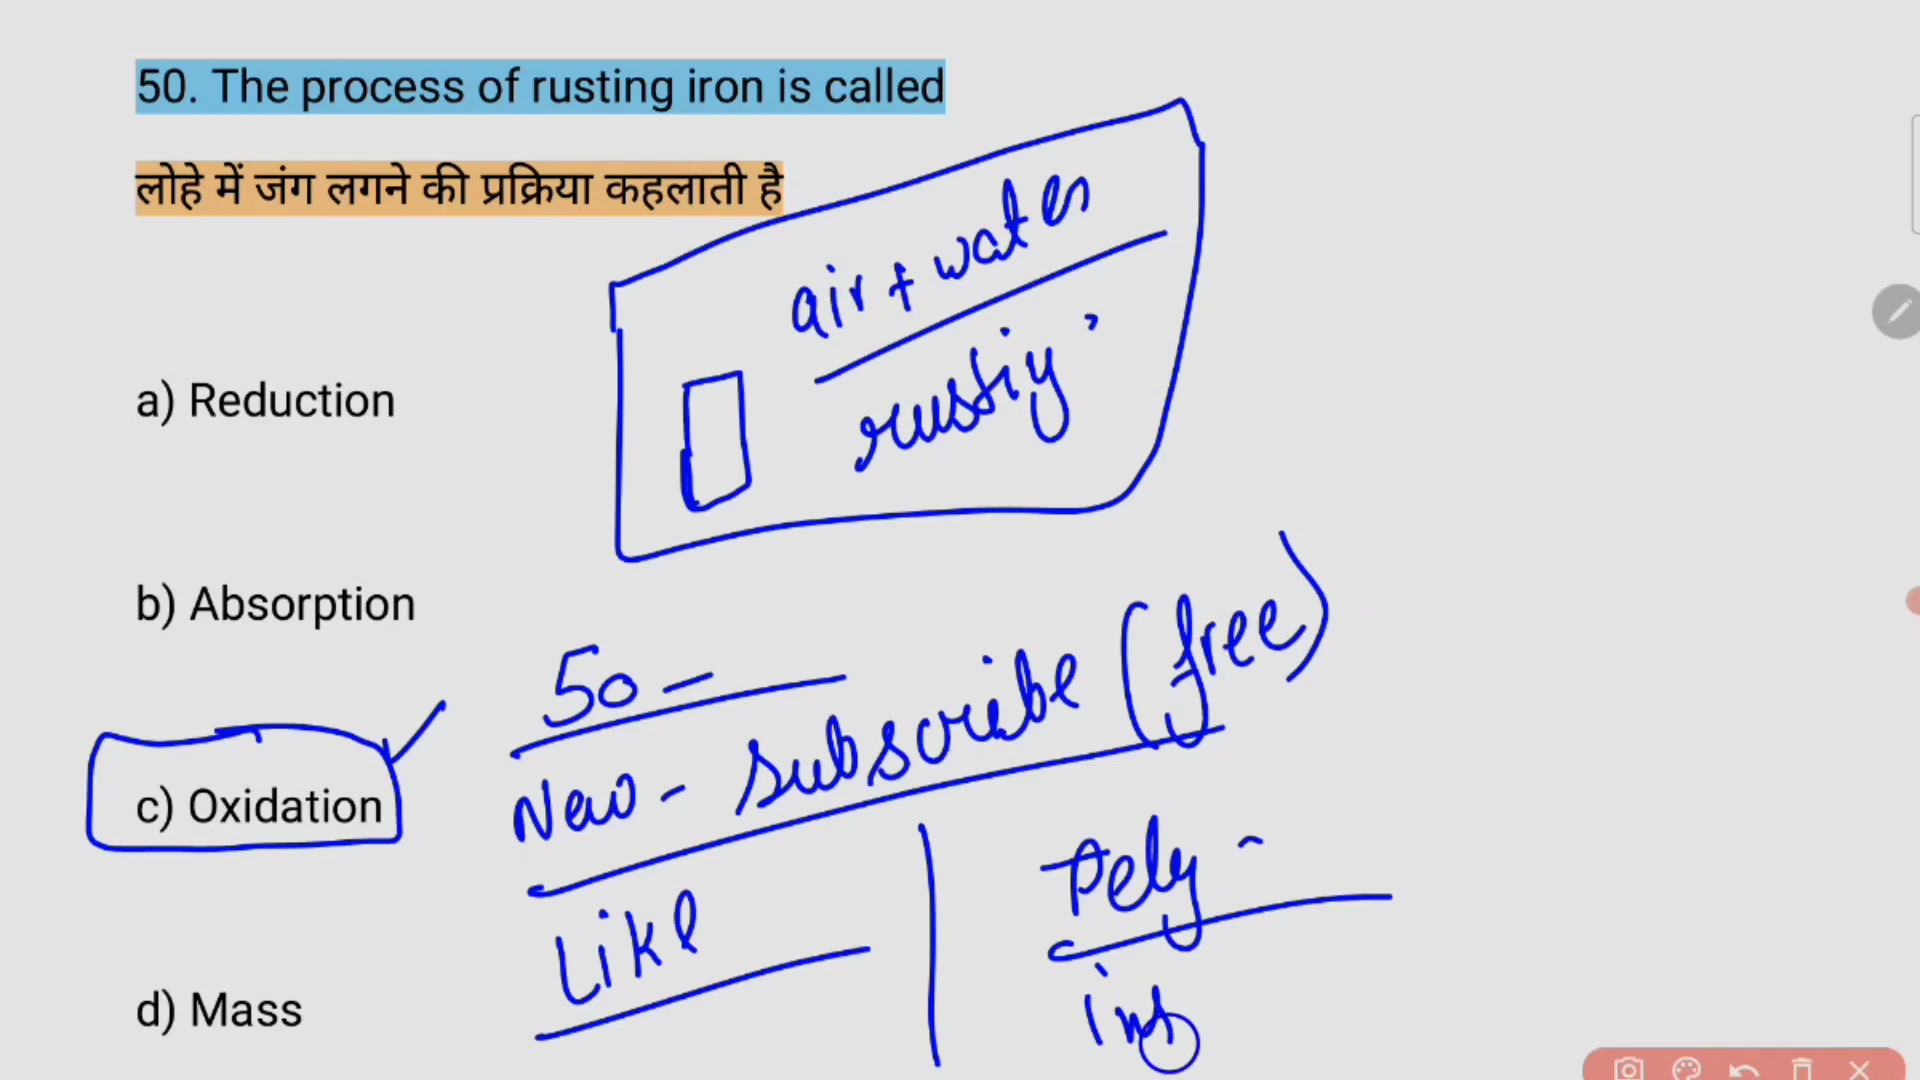 50. The process of rusting iron is called
लोहे में जंग लगने की प्रक्रिया कहलाती है
air + water
rustiy
a) Reduction
b) Absorption
50 -
New - subscribe (free)
c) Oxidation
Like
d) Mass